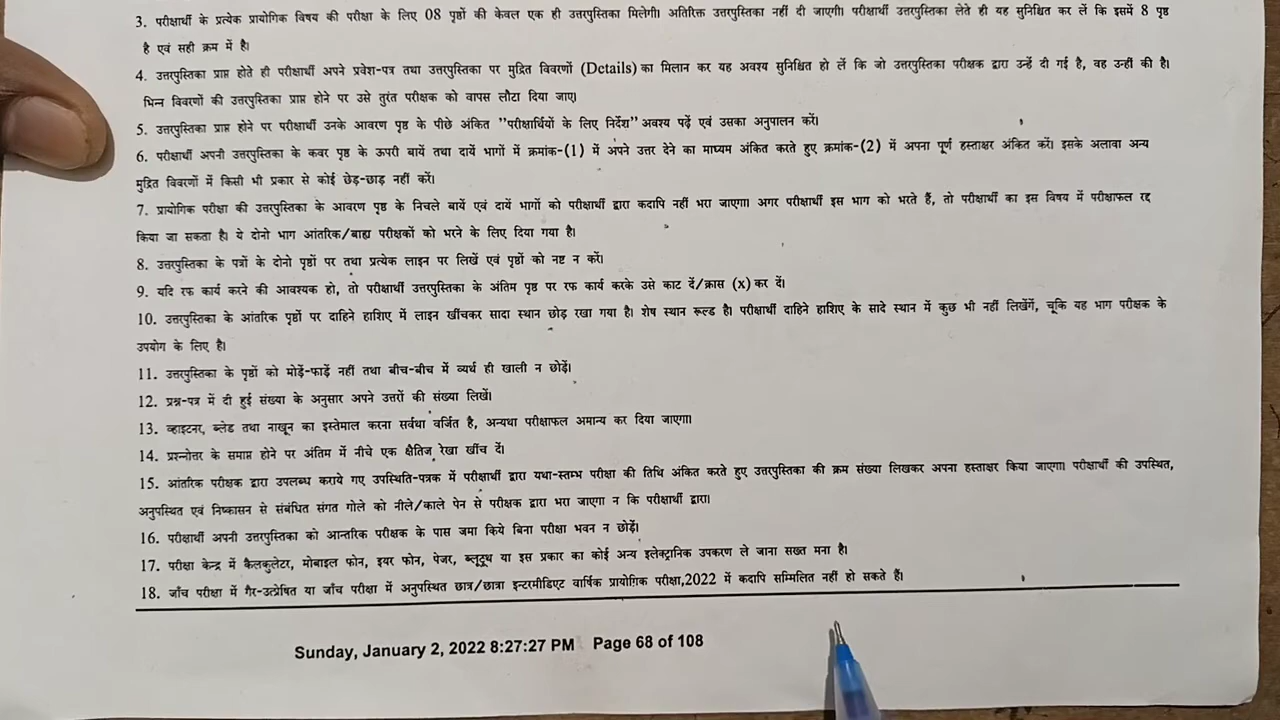 3. परीक्षार्थी के प्रत्येक प्रायोगिक विषय की परीक्षा के लिए 08 पृष्ठों की केवल एक ही उत्तरपुस्तिका मिलेगी। अतिरिक्त उत्तरपुस्तिका नहीं दी जाएगी। परीक्षार्थी उत्तरपुस्तिका लेते ही यह सुनिश्चित कर लें कि इसमें 8 पृष्ठ
है एवं सही क्रम में है।
4. उत्तरपुस्तिका प्राप्त होते ही परीक्षार्थी अपने प्रवेश-पत्र तथा उत्तरपुस्तिका पर मुद्रित विवरणों (Details) का मिलान कर यह अवश्य सुनिश्चित हो लें कि जो उत्तरपुस्तिका परीक्षक द्वारा उन्हें दी गई है, वह उन्हीं की है।
भिन्न विवरणों की उत्तरपुस्तिका प्राप्त होने पर उसे तुरंत परीक्षक को वापस लौटा दिया जाए।
5. उत्तरपुस्तिका प्राप्त होने पर परीक्षार्थी उनके आवरण पृष्ठ के पीछे अंकित "परीक्षार्थियों के लिए निर्देश" अवश्य पढ़ें एवं उसका अनुपालन करें।
6. परीक्षार्थी अपनी उत्तरपुस्तिका के कवर पृष्ठ के ऊपरी बायें तथा दायें भागों में क्रमांक-(1) में अपने उत्तर देने का माध्यम अंकित करते हुए क्रमांक-(2) में अपना पूर्ण हस्ताक्षर अंकित करें। इसके अलावा अन्य
मुद्रित विवरणों में किसी भी प्रकार से कोई छेड़-छाड़ नहीं करें।
7. प्रायोगिक परीक्षा की उत्तरपुस्तिका के आवरण पृष्ठ के निचले बायें एवं दायें भागों को परीक्षार्थी द्वारा कदापि नहीं भरा जाएगा। अगर परीक्षार्थी इस भाग को भरते हैं, तो परीक्षार्थी का इस विषय में परीक्षाफल रद्द
किया जा सकता है। ये दोनो भाग आंतरिक/बाह्य परीक्षकों को भरने के लिए दिया गया है।
8. उत्तरपुस्तिका के पत्रों के दोनो पृष्ठों पर तथा प्रत्येक लाइन पर लिखें एवं पृष्ठों को नष्ट न करें।
9. यदि रफ कार्य करने की आवश्यक हो, तो परीक्षार्थी उत्तरपुस्तिका के अंतिम पृष्ठ पर रफ कार्य करके उसे काट दें/क्रास (x) कर दें।
10. उत्तरपुस्तिका के आंतरिक पृष्ठों पर दाहिने हाशिए में लाइन खींचकर सादा स्थान छोड़ रखा गया है। शेष स्थान रूल्ड है। परीक्षार्थी दाहिने हाशिए के सादे स्थान में कुछ भी नहीं लिखेंगें, चूकि यह भाग परीक्षक के
उपयोग के लिए है।
11. उत्तरपुस्तिका के पृष्ठों को मोड़ें-फाड़ें नहीं तथा बीच-बीच में व्यर्थ ही खाली न छोड़ें।
12. प्रश्न-पत्र में दी हुई संख्या के अनुसार अपने उत्तरों की संख्या लिखें।
13. व्हाइटनर, ब्लेड तथा नाखून का इस्तेमाल करना सर्वथा वर्जित है, अन्यथा परीक्षाफल अमान्य कर दिया जाएगा।
14. प्रश्नोत्तर के समाप्त होने पर अंतिम में नीचे एक क्षैतिज रेखा खींच दें।
15. आंतरिक परीक्षक द्वारा उपलब्ध कराये गए उपस्थिति-पत्रक में परीक्षार्थी द्वारा यथा-स्तम्भ परीक्षा की तिथि अंकित करते हुए उत्तरपुस्तिका की क्रम संख्या लिखकर अपना हस्ताक्षर किया जाएगा। परीक्षार्थी की उपस्थित,
अनुपस्थित एवं निष्कासन से संबंधित संगत गोले को नीले/काले पेन से परीक्षक द्वारा भरा जाएगा न कि परीक्षार्थी द्वारा।
16. परीक्षार्थी अपनी उत्तरपुस्तिका को आन्तरिक परीक्षक के पास जमा किये बिना परीक्षा भवन न छोड़ें।
17. परीक्षा केन्द्र में कैलकुलेटर, मोबाइल फोन, इयर फोन, पेजर, ब्लूटूथ या इस प्रकार का कोई अन्य इलेक्ट्रानिक उपकरण ले जाना सख्त मना है।
18. जाँच परीक्षा में गैर-उत्प्रेषित या जाँच परीक्षा में अनुपस्थित छात्र/छात्रा इन्टरमीडिएट वार्षिक प्रायोगिक परीक्षा,2022 में कदापि सम्मिलित नहीं हो सकते हैं।
Sunday, January 2, 2022 8:27:27 PM Page 68 of 108